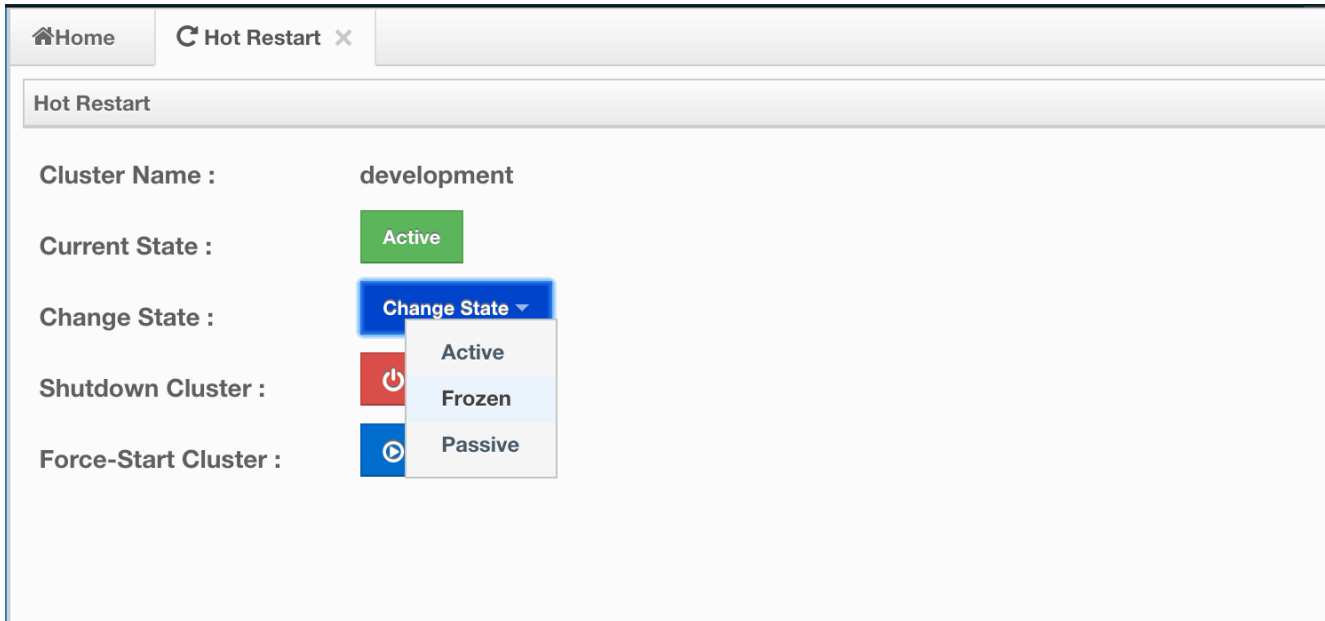 Home
Hot Restart
Hot Restart
Cluster Name : development
Current State : Active
Change State : Change State
Active
Shutdown Cluster :
Frozen
Passive
Force-Start Cluster :